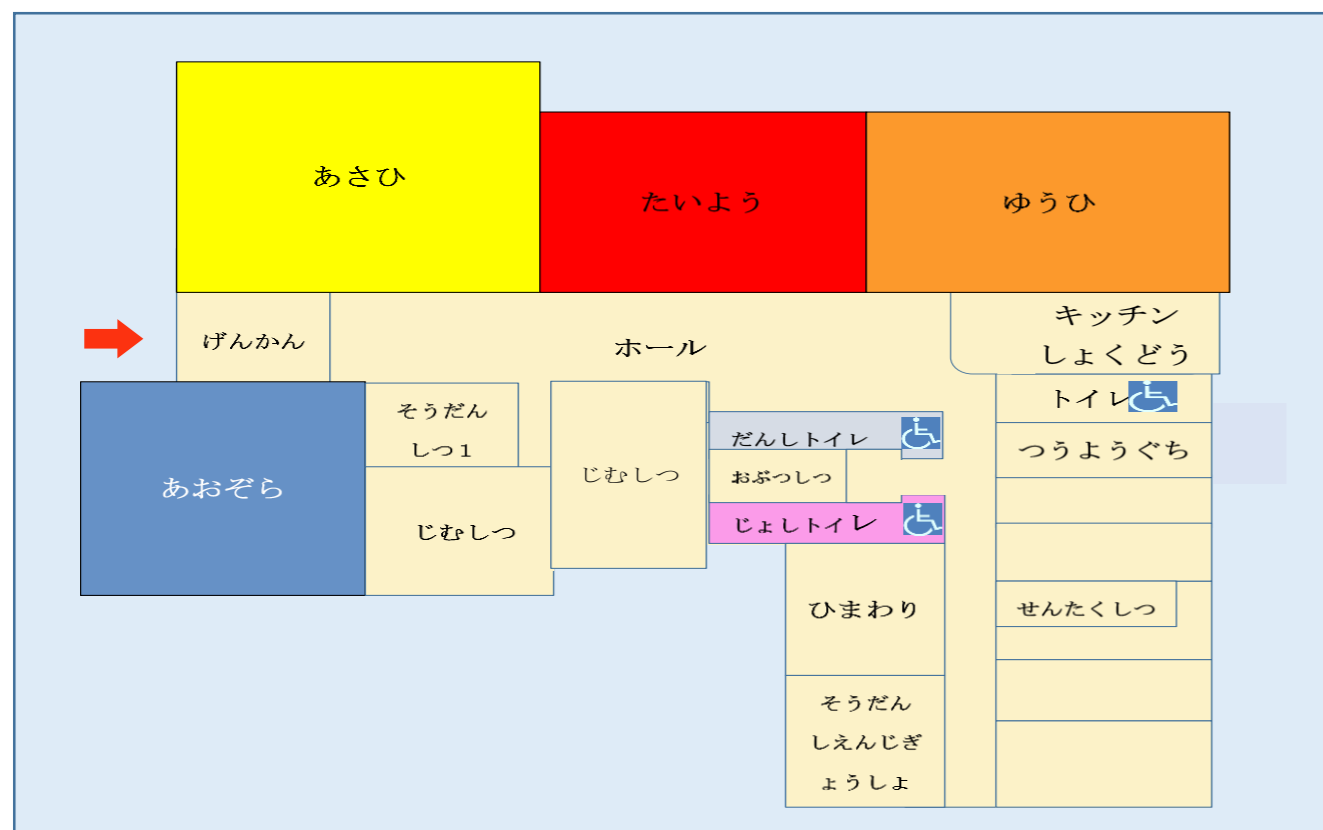 あさひ
たいよう
ゆうひ
げんかん
ホール
キッチン
しょくどう
あおぞら
そうだん
しつ1
じむしつ
じむしつ
だんしトイレ
おぶつしつ
じょしトイレ
トイレ
つうようぐち
ひまわり
せんたくしつ
そうだん
しえんじぎ
ょうしょ